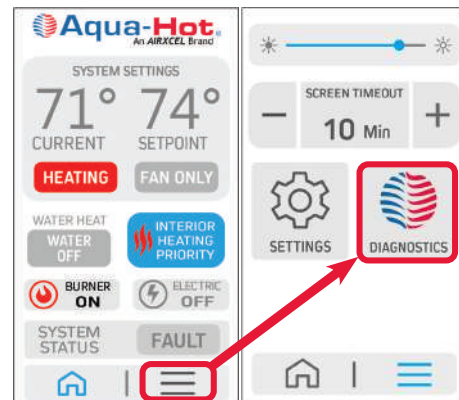 Aqua-Hot®
An AIRXCEL Brand
SYSTEM SETTINGS
71° 74°
CURRENT SETPOINT
HEATING FAN ONLY
WATER HEAT
WATER
OFF
INTERIOR
HEATING
PRIORITY
BURNER
ON
ELECTRIC
OFF
SYSTEM
STATUS
FAULT
SCREEN TIMEOUT
− 10 Min +
SETTINGS DIAGNOSTICS